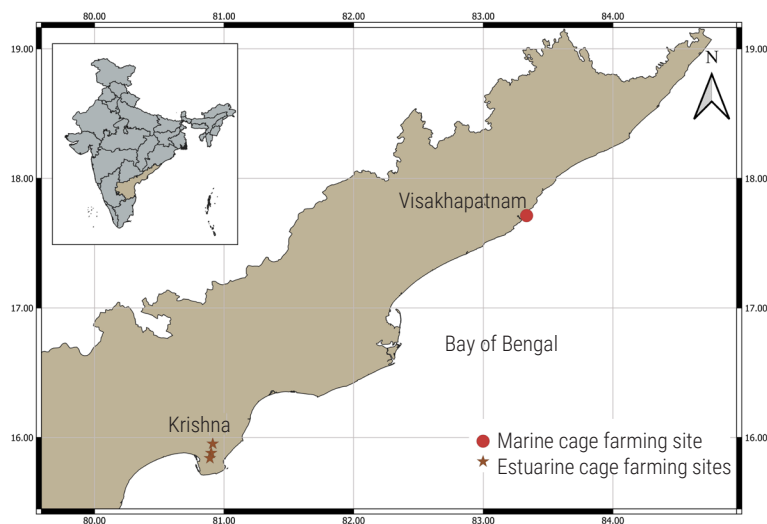 80.00 81.00 82.00 83.00 84.00
19.00 19.00
N
18.00 18.00
Visakhapatnam
17.00 17.00
Bay of Bengal
Krishna
16.00 16.00
Marine cage farming site
Estuarine cage farming sites
80.00 81.00 82.00 83.00 84.00